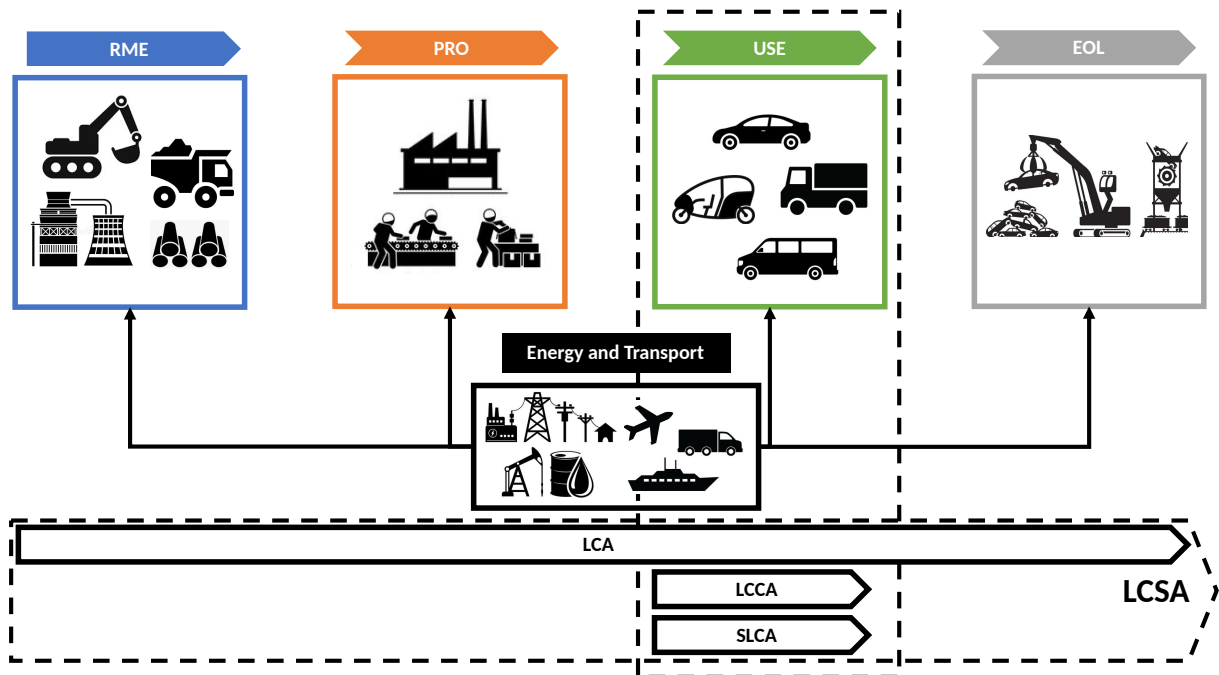 RME
PRO
USE
EOL
Energy and Transport
LCA
LCCA
LCSA
SLCA